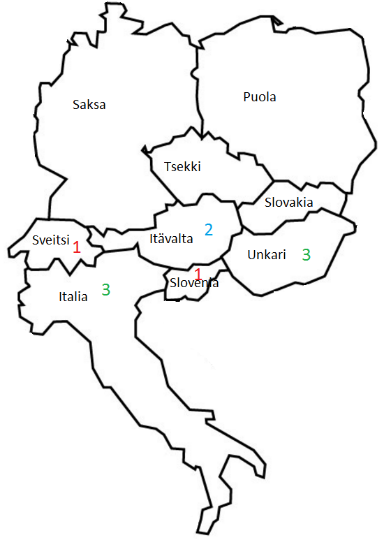 Saksa
Puola
Tsekki
Slovakia
Sveitsi 1
Itävalta 2
Unkari 3
1
Slovenia
Italia 3